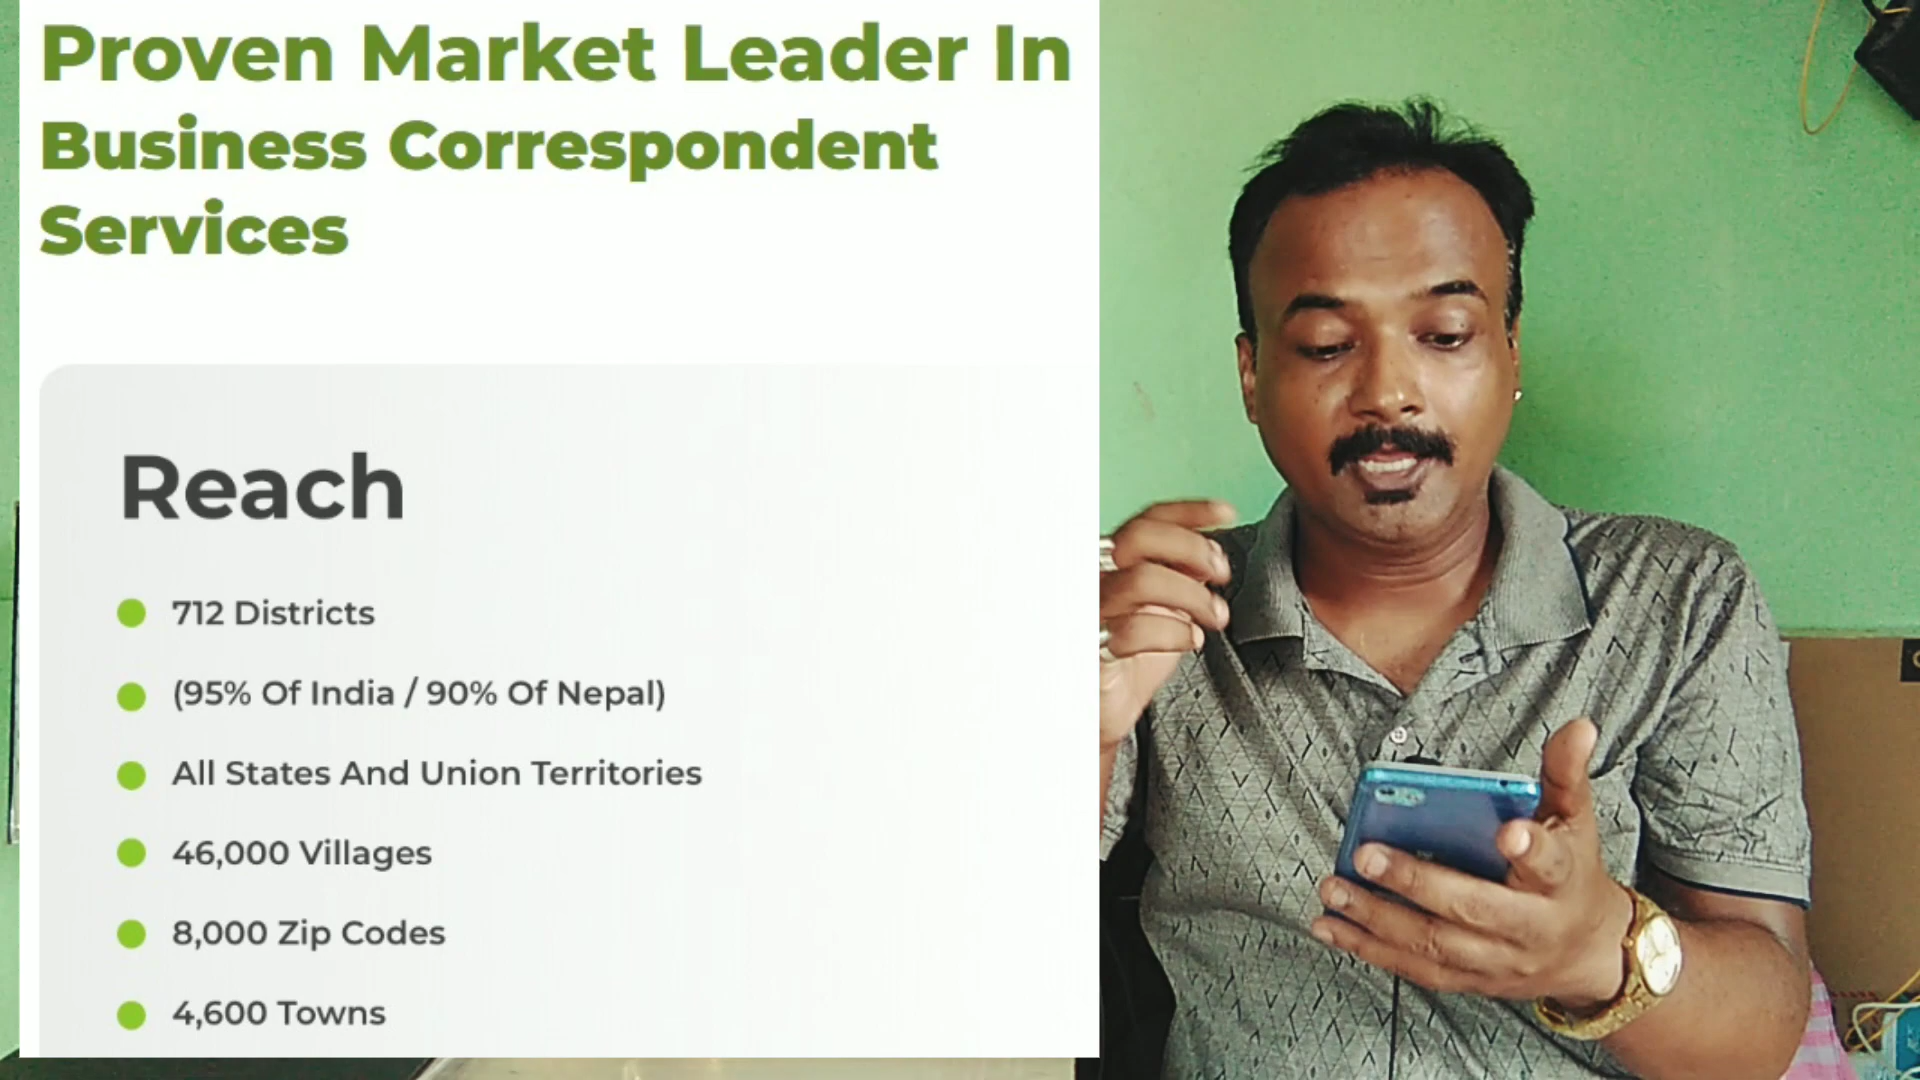 Proven Market Leader In
Business Correspondent
Services
Reach
712 Districts
(95% Of India / 90% Of Nepal)
All States And Union Territories
46,000 Villages
8,000 Zip Codes
4,600 Towns